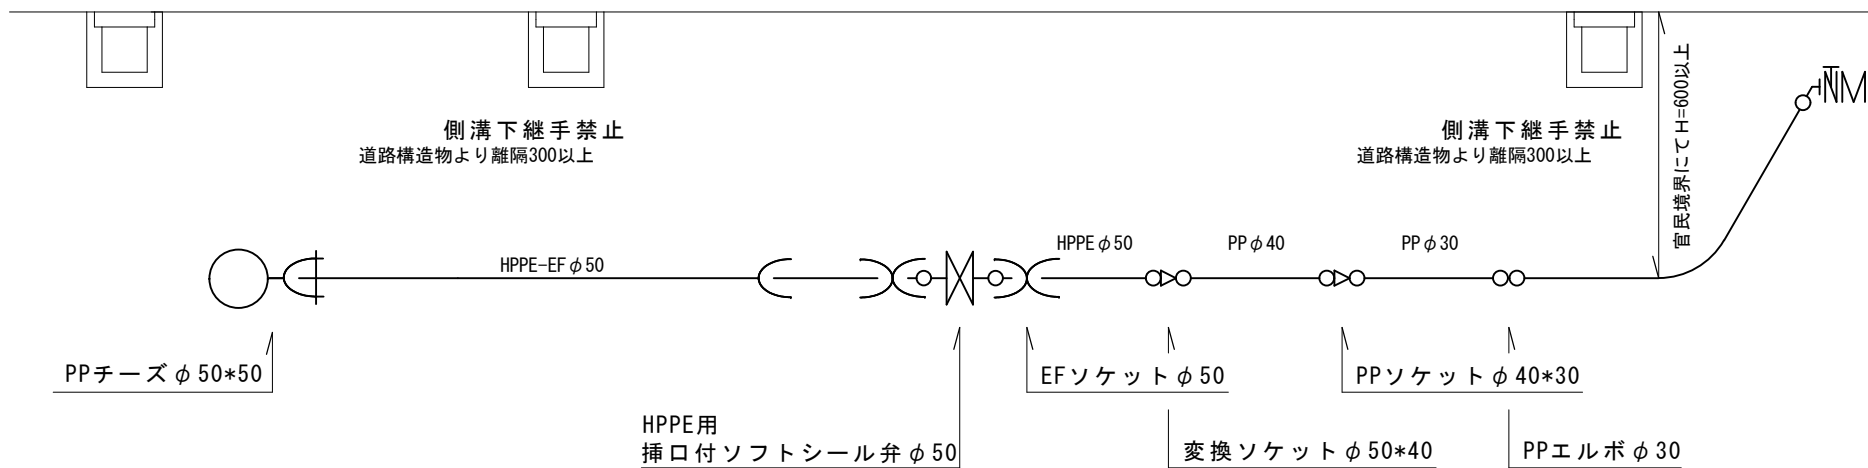 側溝下継手禁止
道路構造物より離隔300以上
側溝下継手禁止
道路構造物より離隔300以上
官民境界にてH=600以上
M
HPPE-EFφ50
HPPEφ50
PPφ40
PPφ30
PPチーズφ50*50
EFソケットφ50
PPソケットφ40*30
HPPE用
挿口付ソフトシール弁φ50
変換ソケットφ50*40
PPエルボφ30